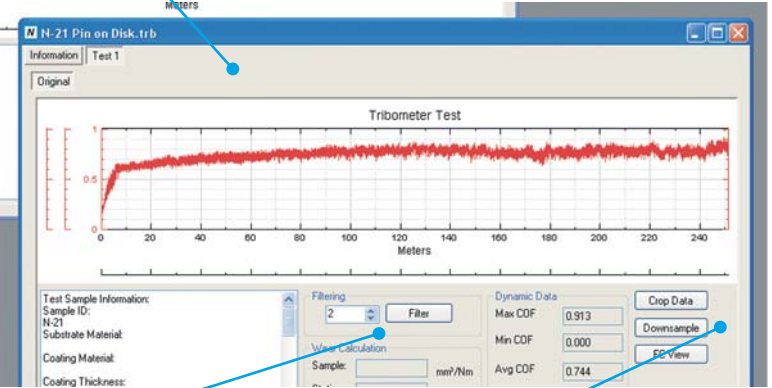 Meters
N-21 Pin on Disk.trb
Information Test 1
Original
Tribometer Test
1
0.5
0
0 20 40 60 80 100 120 140 160 180 200 220 240
Meters
Test Sample Information:
Sample ID:
N-21
Substrate Material:
Coating Material:
Coating Thickness:
Filtering
2 Filter
Wear Calculation
Sample: mm³/Nm
Dynamic Data
Max COF 0.913
Min COF 0.000
Avg COF 0.744
Crop Data
Downsample
View